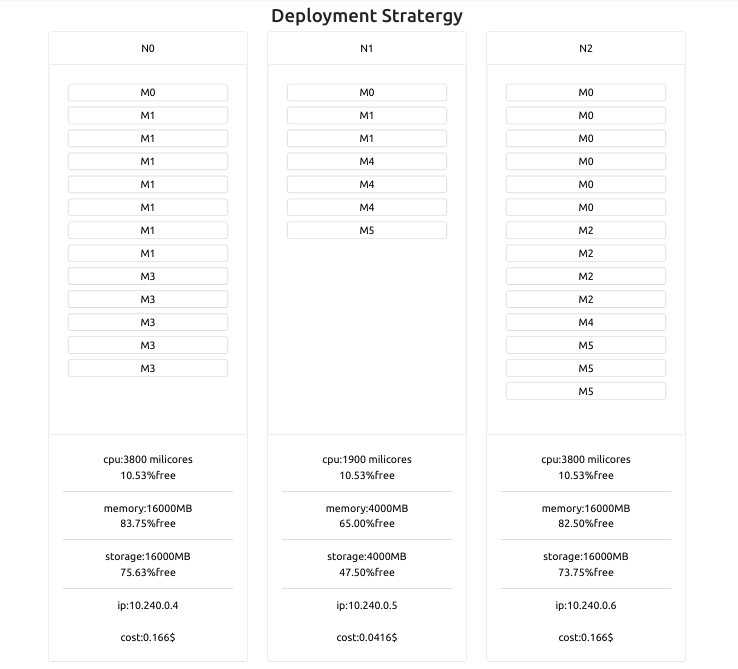 Deployment Stratergy
N0
M0
M1
M1
M1
M1
M1
M1
M1
M3
M3
M3
M3
M3
cpu:3800 milicores
10.53%free
memory:16000MB
83.75%free
storage:16000MB
75.63%free
ip:10.240.0.4
cost:0.166$
N1
M0
M1
M1
M4
M4
M4
M5
cpu:1900 milicores
10.53%free
memory:4000MB
65.00%free
storage:4000MB
47.50%free
ip:10.240.0.5
cost:0.0416$
N2
M0
M0
M0
M0
M0
M0
M2
M2
M2
M2
M4
M5
M5
M5
cpu:3800 milicores
10.53%free
memory:16000MB
82.50%free
storage:16000MB
73.75%free
ip:10.240.0.6
cost:0.166$